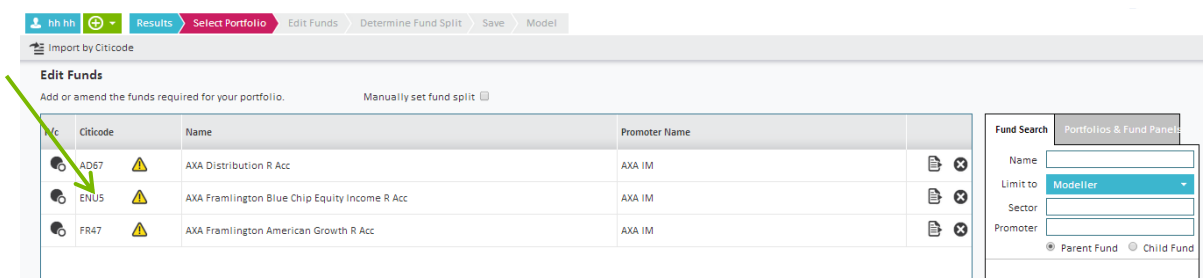 hh hh Results Select Portfolio Edit Funds Determine Fund Split Save Model
Import by Citicode
Edit Funds
Add or amend the funds required for your portfolio. Manually set fund split
Citicode Name Promoter Name
AD67 AXA Distribution R Acc AXA IM
ENU5 AXA Framlington Blue Chip Equity Income R Acc AXA IM
FR47 AXA Framlington American Growth R Acc AXA IM
Fund Search Portfolios & Fund Panels
Name
Limit to Modeller
Sector
Promoter
Parent Fund Child Fund